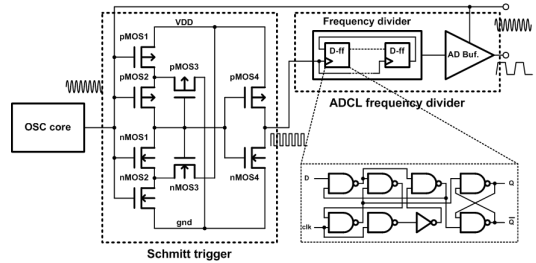 pMOS1
VDD
pMOS2
pMOS3
pMOS4
OSC core
nMOS1
nMOS2
nMOS3
nMOS4
gnd
Schmitt trigger
Frequency divider
D-ff
D-ff
AD Buf.
ADCL frequency divider
D
Q
clk
Q